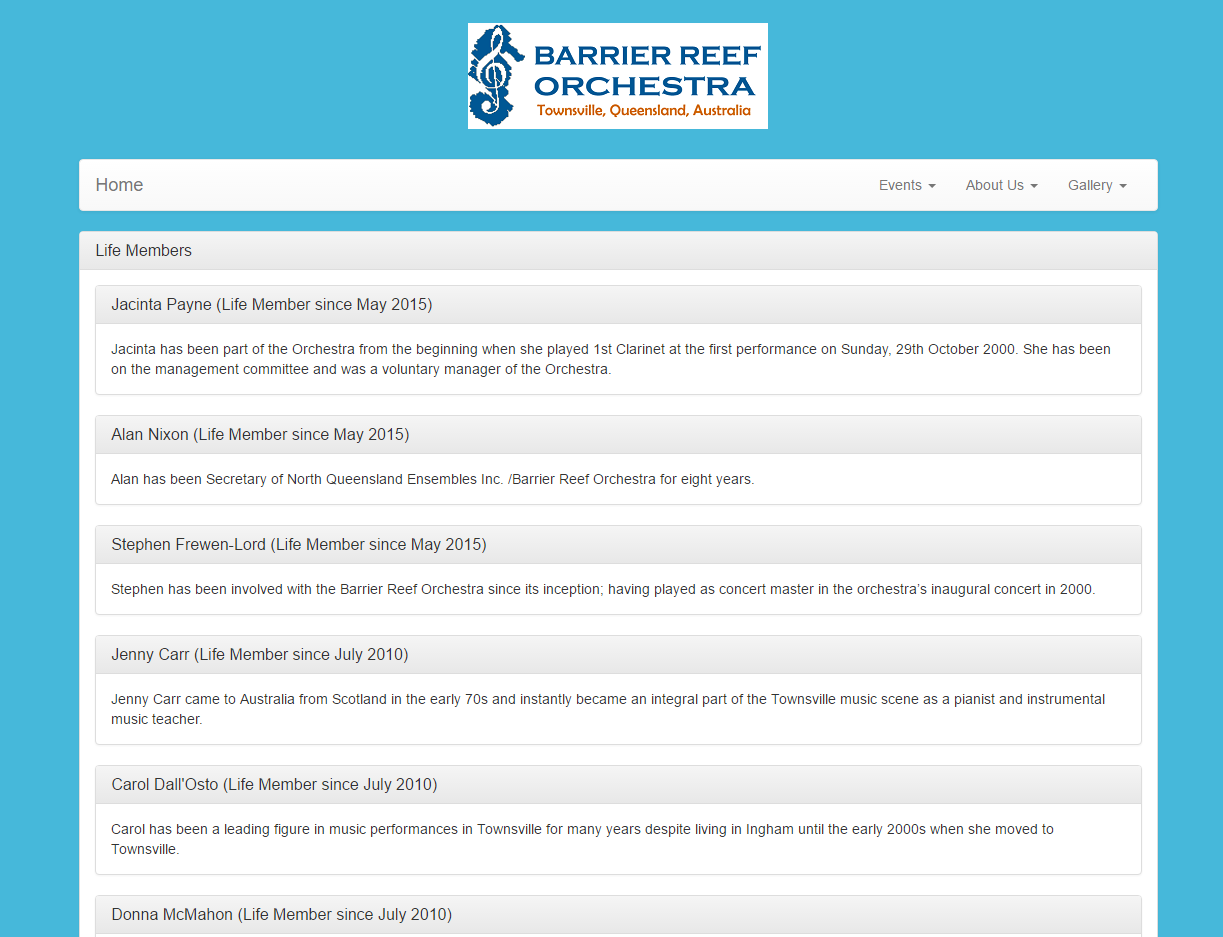 BARRIER REEF
ORCHESTRA
Townsville, Queensland, Australia
Home
Events
About Us
Gallery
Life Members
Jacinta Payne (Life Member since May 2015)
Jacinta has been part of the Orchestra from the beginning when she played 1st Clarinet at the first performance on Sunday, 29th October 2000. She has been
on the management committee and was a voluntary manager of the Orchestra.
Alan Nixon (Life Member since May 2015)
Alan has been Secretary of North Queensland Ensembles Inc. /Barrier Reef Orchestra for eight years.
Stephen Frewen-Lord (Life Member since May 2015)
Stephen has been involved with the Barrier Reef Orchestra since its inception; having played as concert master in the orchestra’s inaugural concert in 2000.
Jenny Carr (Life Member since July 2010)
Jenny Carr came to Australia from Scotland in the early 70s and instantly became an integral part of the Townsville music scene as a pianist and instrumental
music teacher.
Carol Dall'Osto (Life Member since July 2010)
Carol has been a leading figure in music performances in Townsville for many years despite living in Ingham until the early 2000s when she moved to
Townsville.
Donna McMahon (Life Member since July 2010)